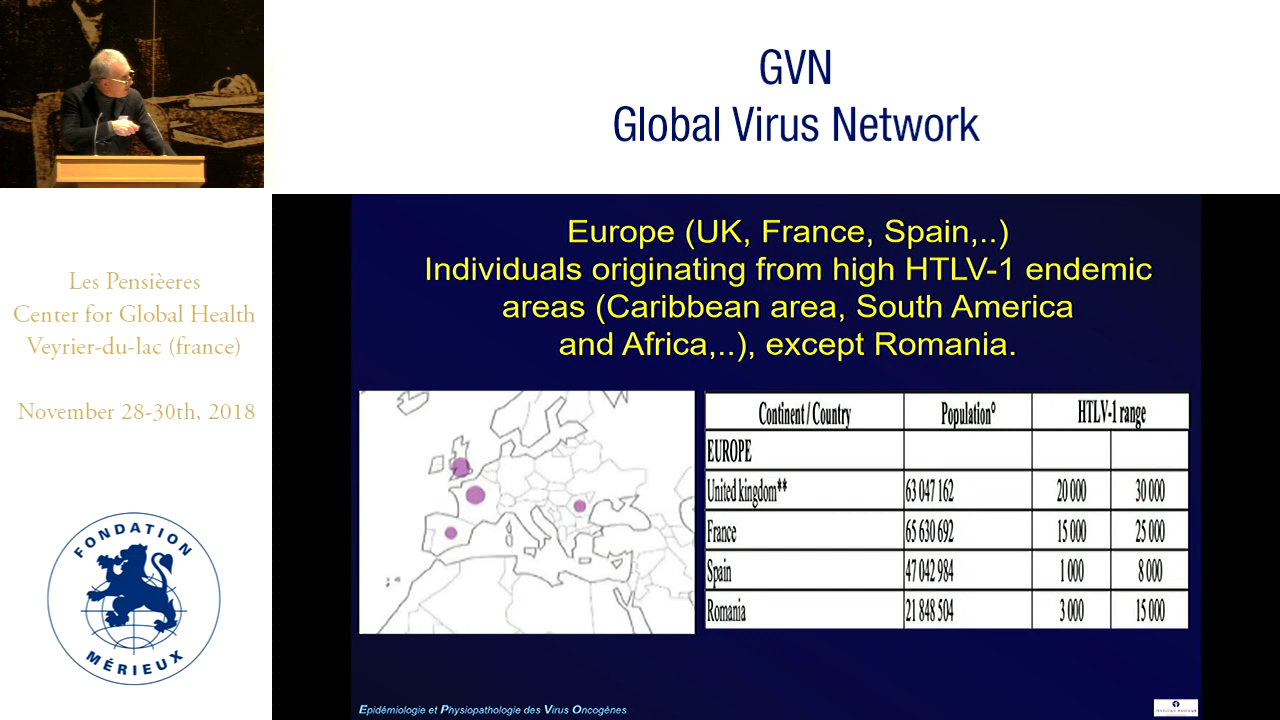 GVN
Global Virus Network
Les Pensièeres
Center for Global Health
Veyrier-du-lac (france)
November 28-30th, 2018
FONDATION
MÉRIEUX
Europe (UK, France, Spain,..)
Individuals originating from high HTLV-1 endemic
areas (Caribbean area, South America
and Africa,..), except Romania.
Continent / Country Population° HTLV-1 range
EUROPE
United kingdom** 63 047 162 20 000 30 000
France 65 630 692 15 000 25 000
Spain 47 042 984 1 000 8 000
Romania 21 848 504 3 000 15 000
Epidémiologie et Physiopathologie des Virus Oncogènes
INSTITUT PASTEUR